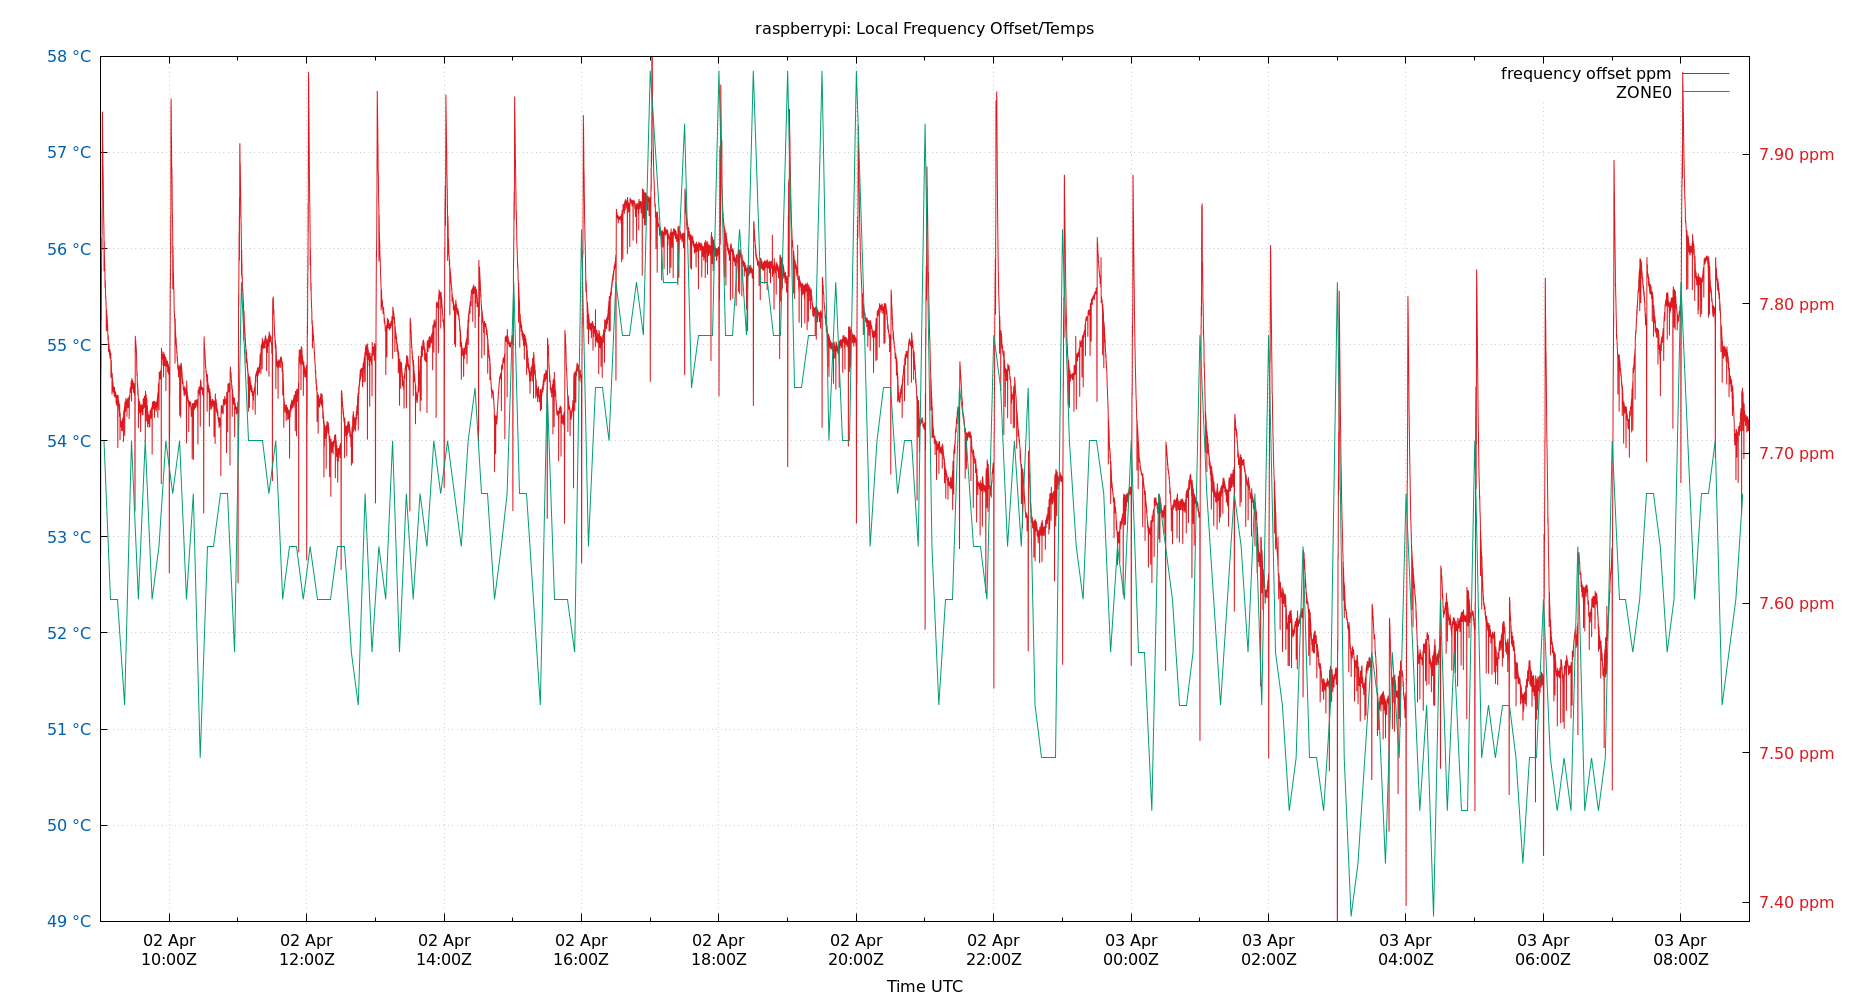 raspberrypi: Local Frequency Offset/Temps
frequency offset ppm
ZONE0
58 °C
57 °C
56 °C
55 °C
54 °C
53 °C
52 °C
51 °C
50 °C
49 °C
7.90 ppm
7.80 ppm
7.70 ppm
7.60 ppm
7.50 ppm
7.40 ppm
02 Apr
10:00Z
02 Apr
12:00Z
02 Apr
14:00Z
02 Apr
16:00Z
02 Apr
18:00Z
02 Apr
20:00Z
02 Apr
22:00Z
03 Apr
00:00Z
03 Apr
02:00Z
03 Apr
04:00Z
03 Apr
06:00Z
03 Apr
08:00Z
Time UTC